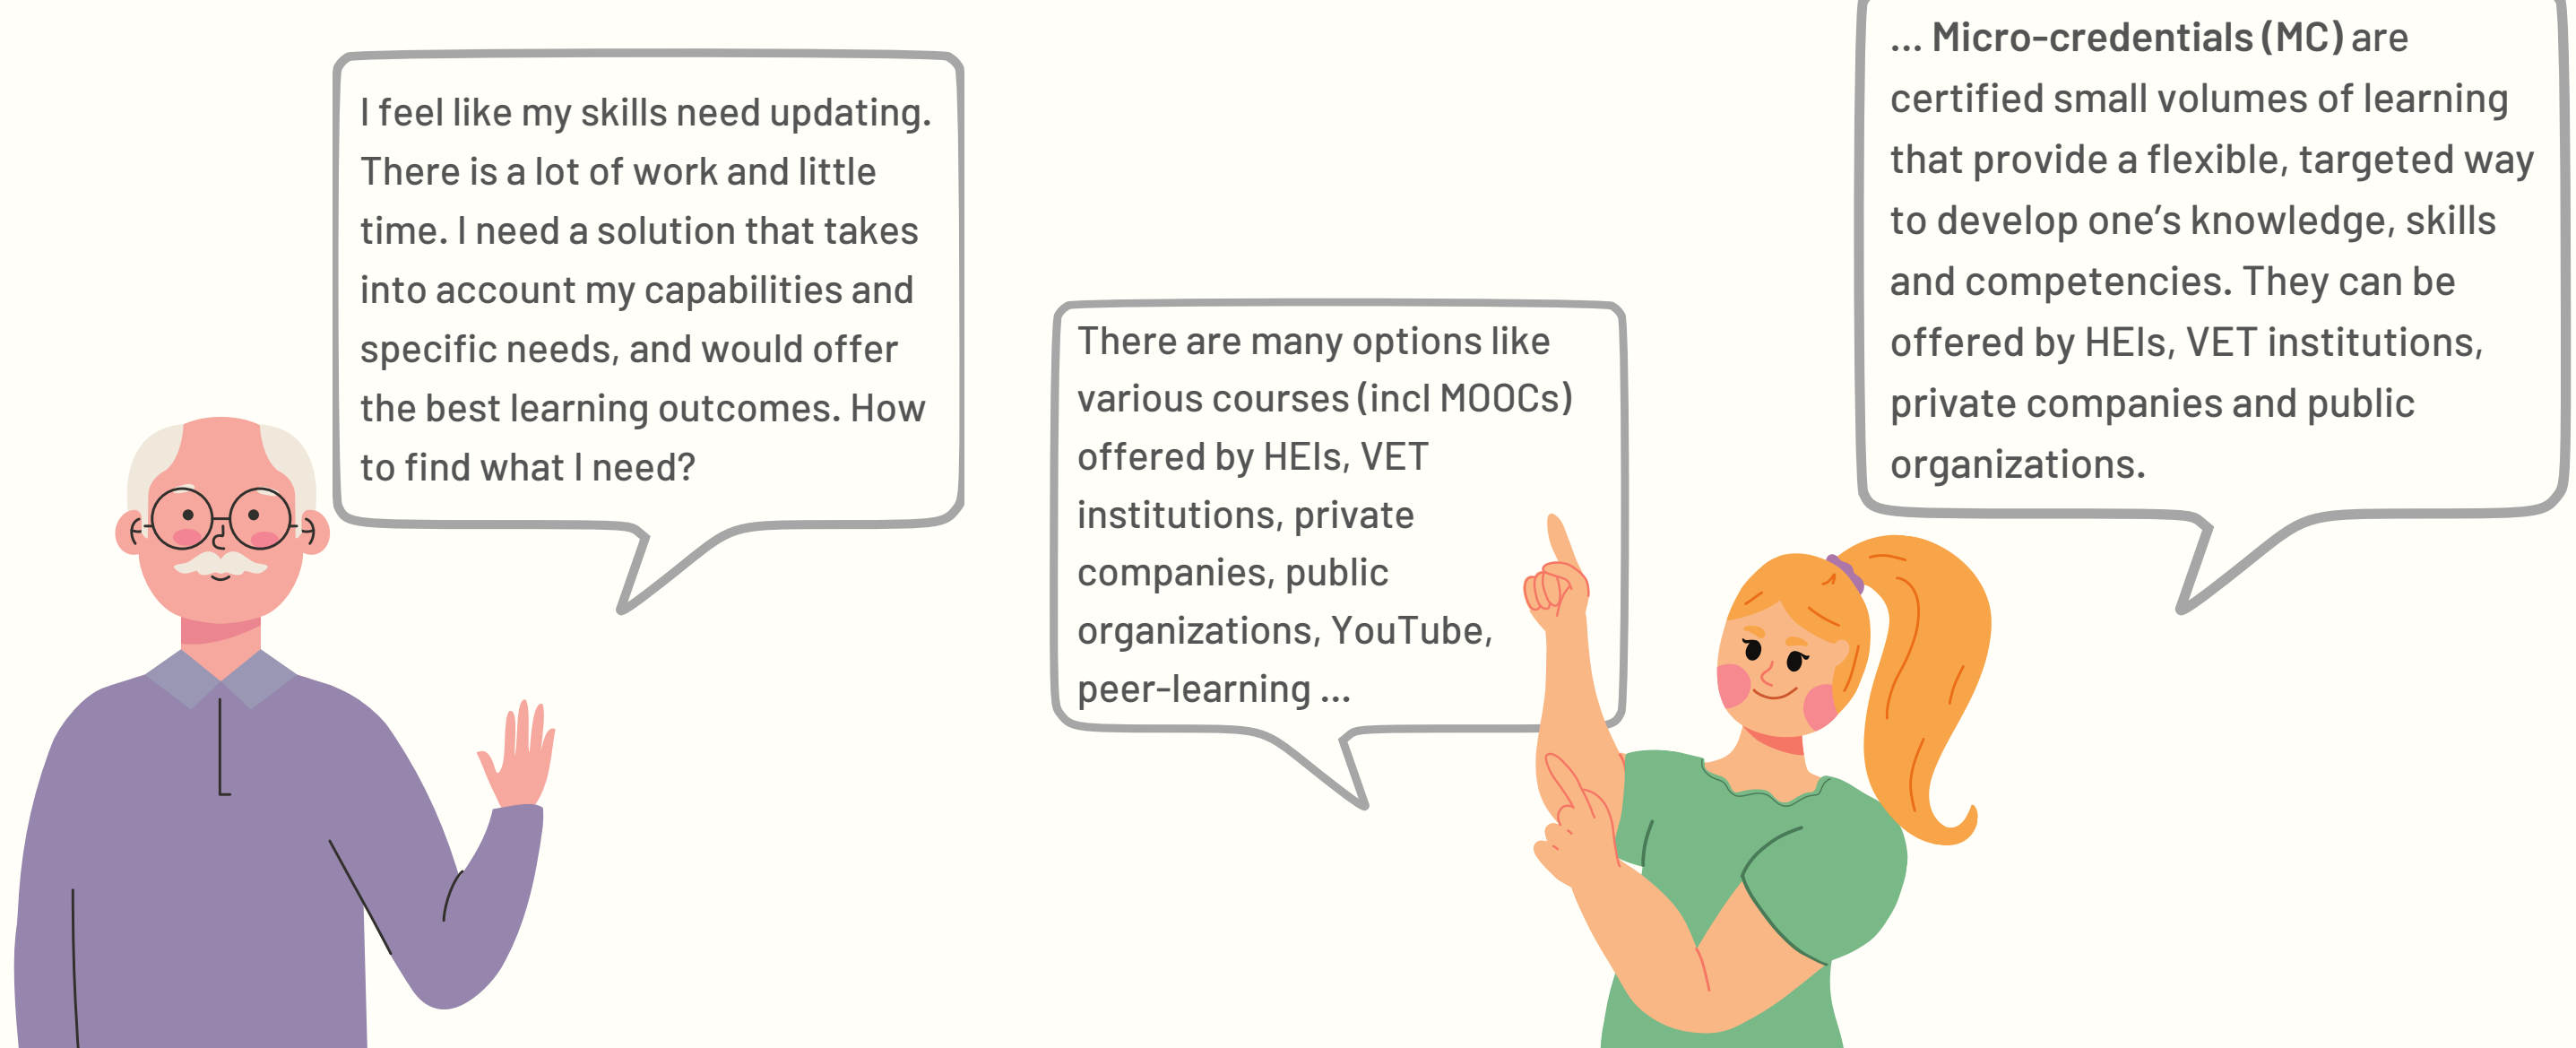 I feel like my skills need updating.
There is a lot of work and little
time. I need a solution that takes
into account my capabilities and
specific needs, and would offer
the best learning outcomes. How
to find what I need?
There are many options like
various courses (incl MOOCs)
offered by HEIs, VET
institutions, private
companies, public
organizations, YouTube,
peer-learning ...
... Micro-credentials (MC) are
certified small volumes of learning
that provide a flexible, targeted way
to develop one’s knowledge, skills
and competencies. They can be
offered by HEIs, VET institutions,
private companies and public
organizations.